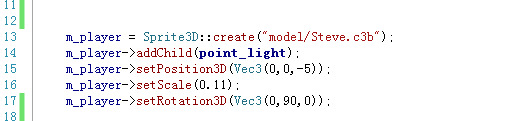 11
12
13 m_player = Sprite3D::create("model/Steve.c3b");
14 m_player->addChild(point_light);
15 m_player->setPosition3D(Vec3(0,0,-5));
16 m_player->setScale(0.11);
17 m_player->setRotation3D(Vec3(0,90,0));
18